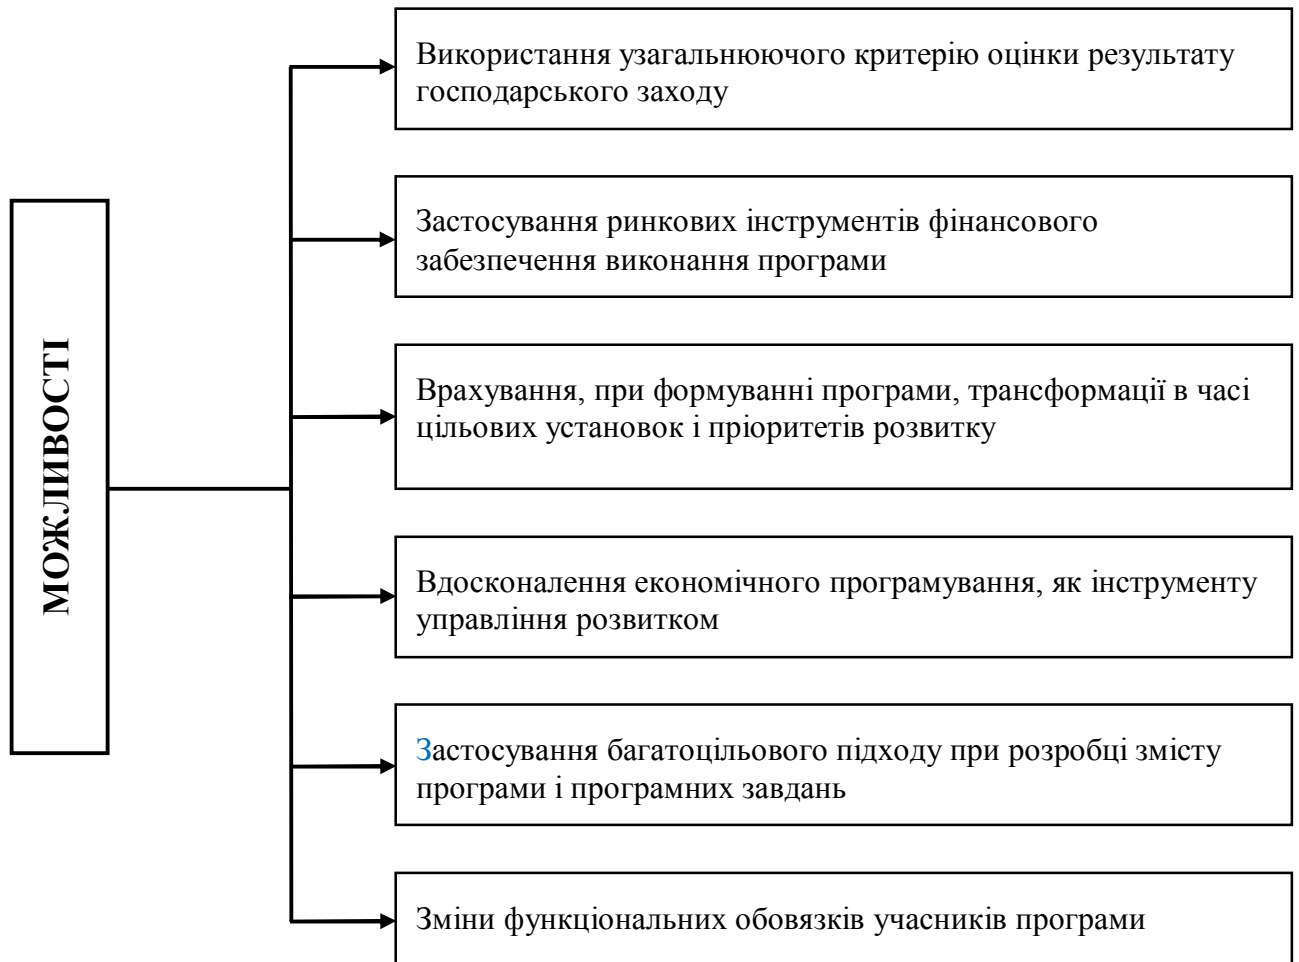 МОЖЛИВОСТІ
Використання узагальнюючого критерію оцінки результату
господарського заходу
Застосування ринкових інструментів фінансового
забезпечення виконання програми
Врахування, при формуванні програми, трансформації в часі
цільових установок і пріоритетів розвитку
Вдосконалення економічного програмування, як інструменту
управління розвитком
Застосування багатоцільового підходу при розробці змісту
програми і програмних завдань
Зміни функціональних обовязків учасників програми